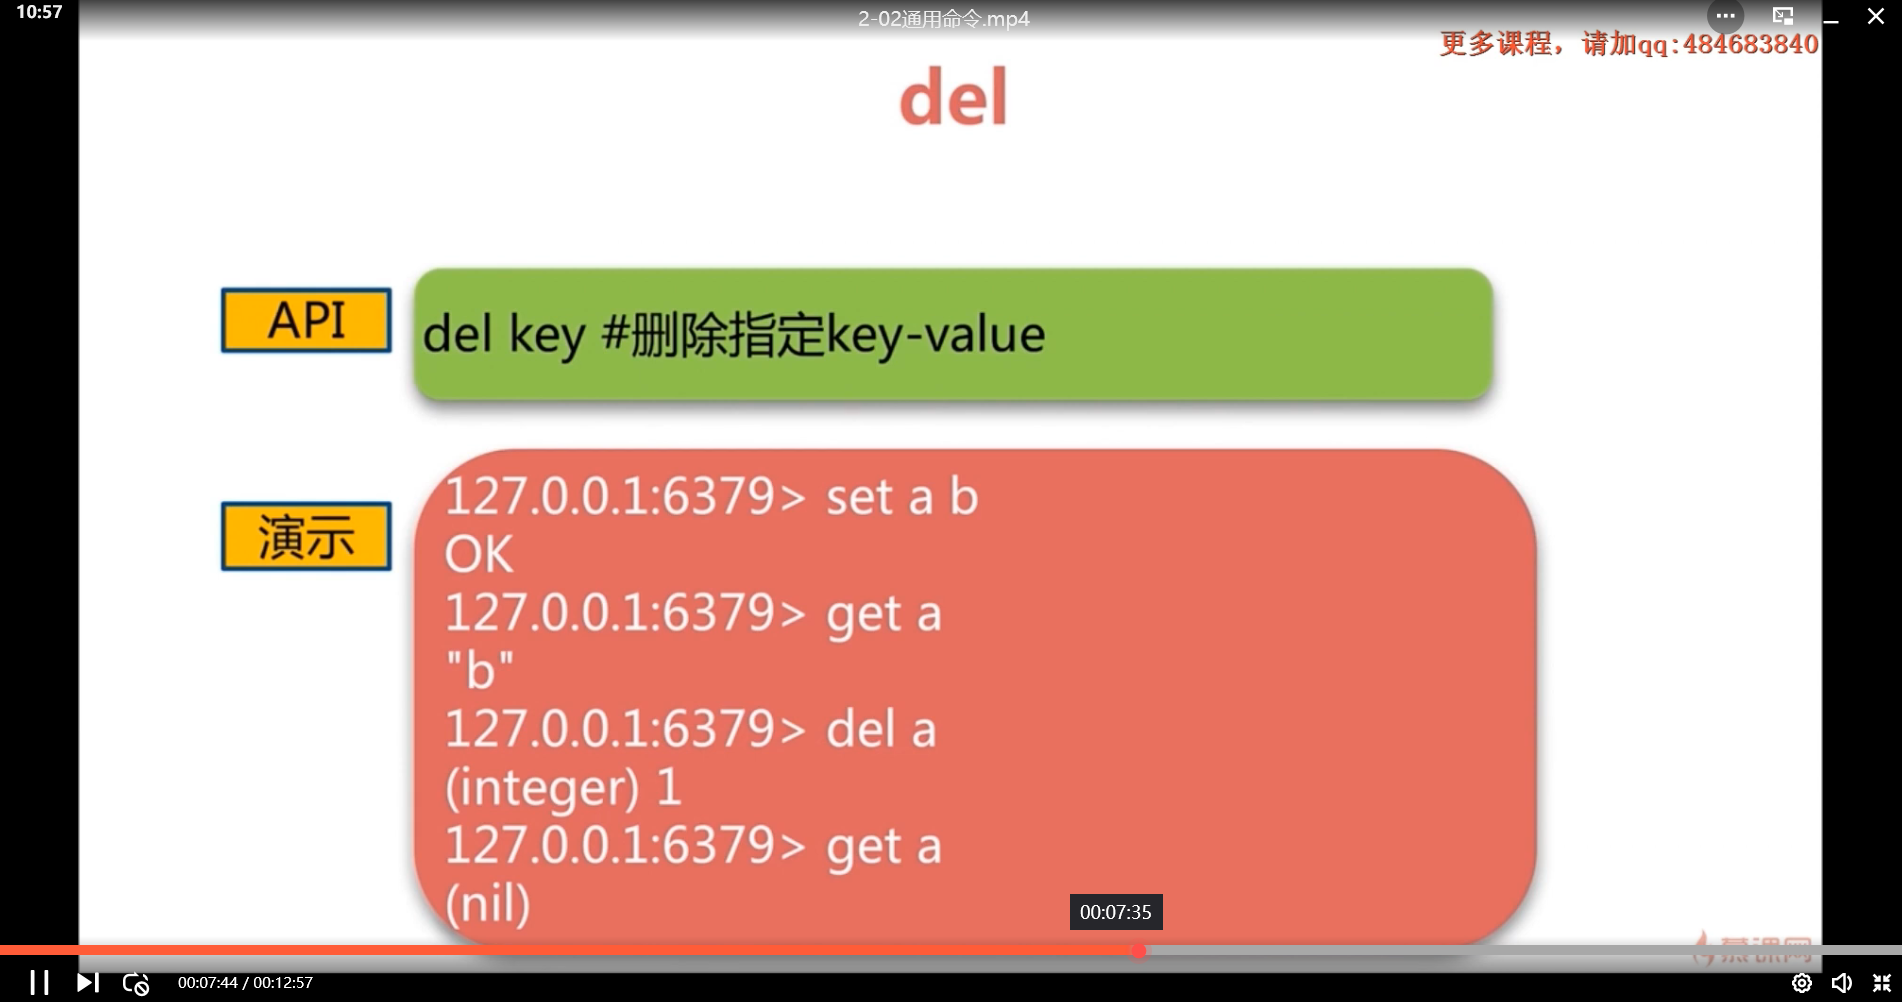 10:57
2-02通用命令.mp4
更多课程，请加qq:484683840
del
API
del key #删除指定key-value
演示
127.0.0.1:6379> set a b
OK
127.0.0.1:6379> get a
"b"
127.0.0.1:6379> del a
(integer) 1
127.0.0.1:6379> get a
(nil)
00:07:35
慕课网
00:07:44 / 00:12:57